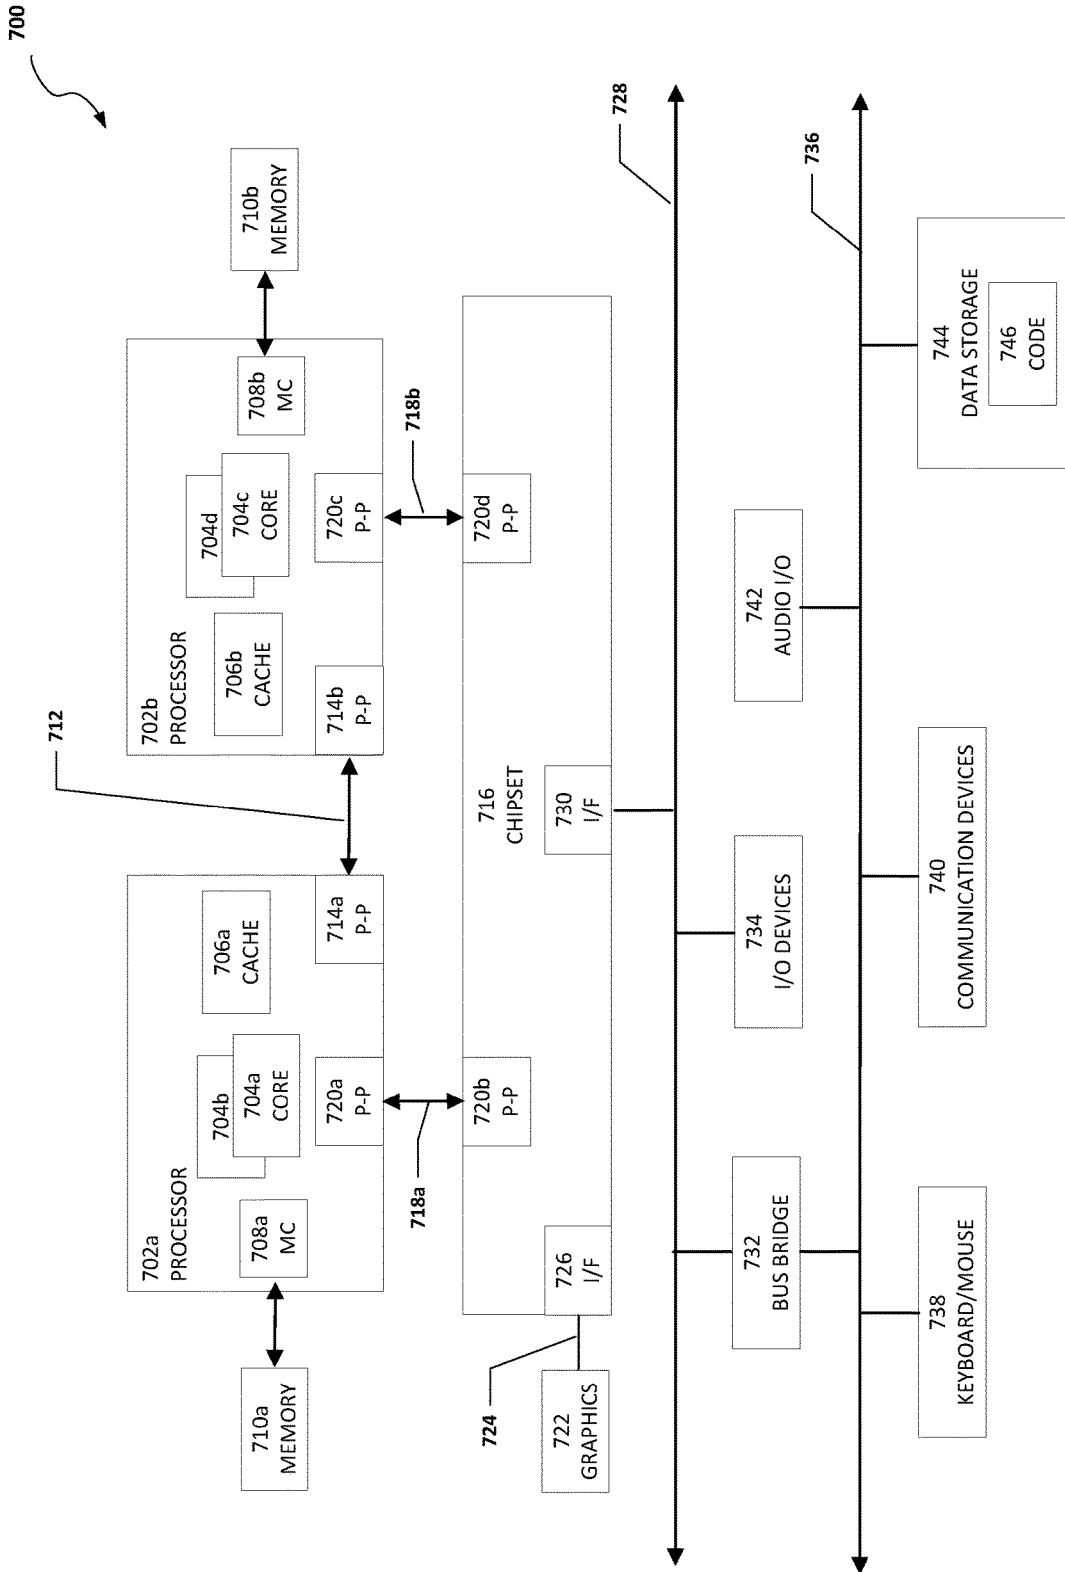 700
710a
MEMORY
702a
PROCESSOR
708a
MC
704b
704a
CORE
706a
CACHE
720a
P-P
714a
P-P
712
702b
PROCESSOR
706b
CACHE
704d
704c
CORE
708b
MC
714b
P-P
720c
P-P
710b
MEMORY
718a
718b
720b
P-P
720d
P-P
716
CHIPSET
726
I/F
730
I/F
724
722
GRAPHICS
728
732
BUS BRIDGE
734
I/O DEVICES
742
AUDIO I/O
736
738
KEYBOARD/MOUSE
740
COMMUNICATION DEVICES
744
DATA STORAGE
746
CODE